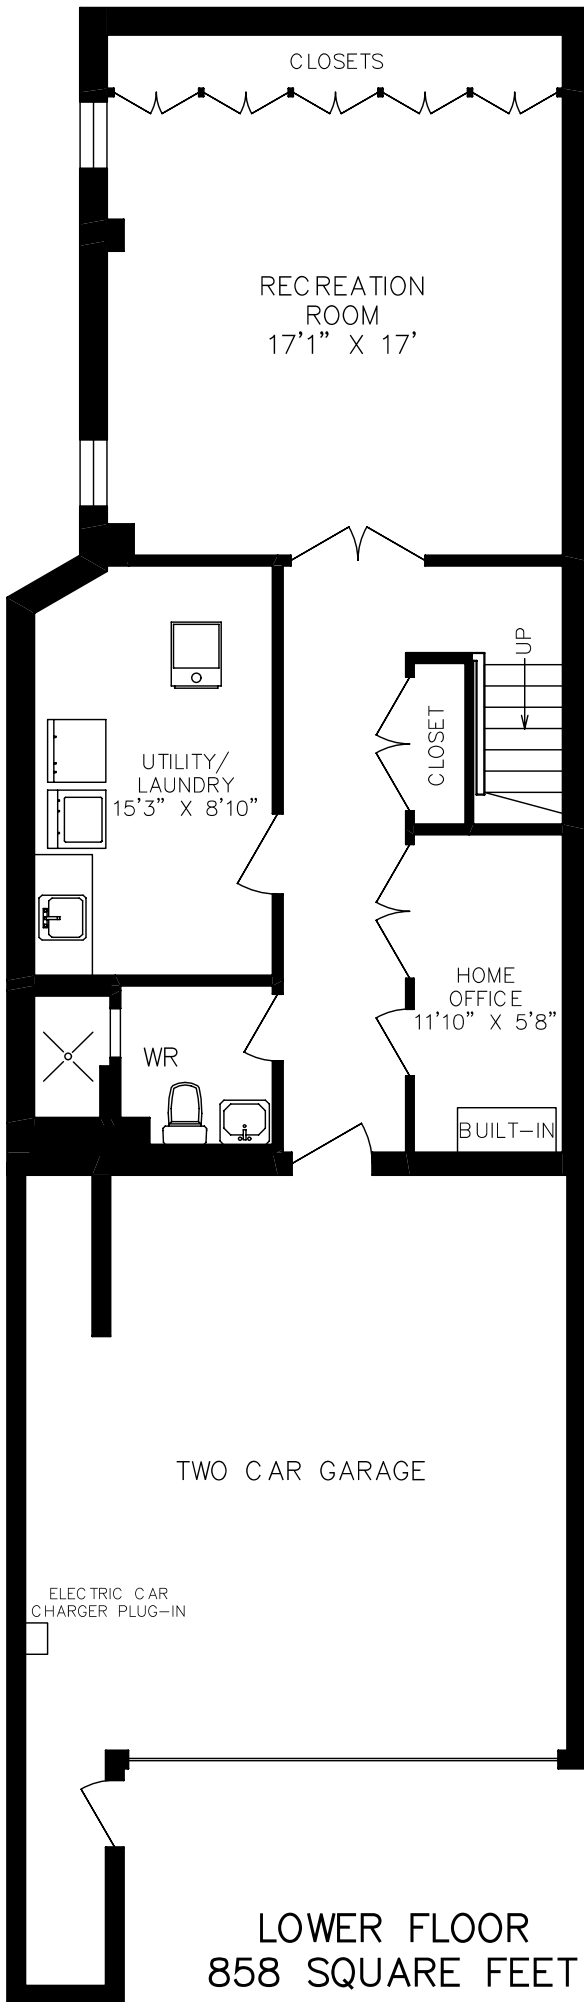 CLOSETS
RECREATION
ROOM
17'1" X 17'
UP
CLOSET
UTILITY/
LAUNDRY
15'3" X 8'10"
HOME
OFFICE
11'10" X 5'8"
WR
BUILT-IN
TWO CAR GARAGE
ELECTRIC CAR
CHARGER PLUG-IN
LOWER FLOOR
858 SQUARE FEET